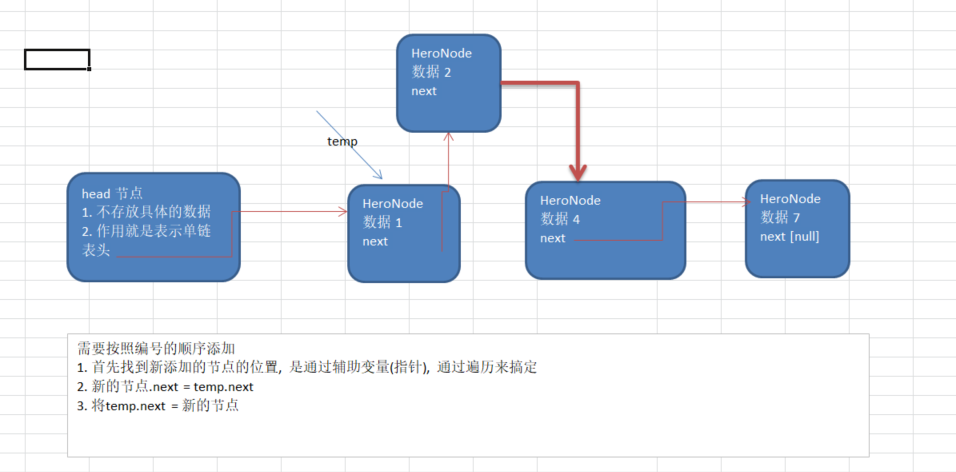 HeroNode
数据 2
next
temp
head 节点
1. 不存放具体的数据
2. 作用就是表示单链
表头
HeroNode
数据 1
next
HeroNode
数据 4
next
HeroNode
数据 7
next [null]
需要按照编号的顺序添加
1. 首先找到新添加的节点的位置, 是通过辅助变量(指针), 通过遍历来搞定
2. 新的节点.next = temp.next
3. 将temp.next = 新的节点